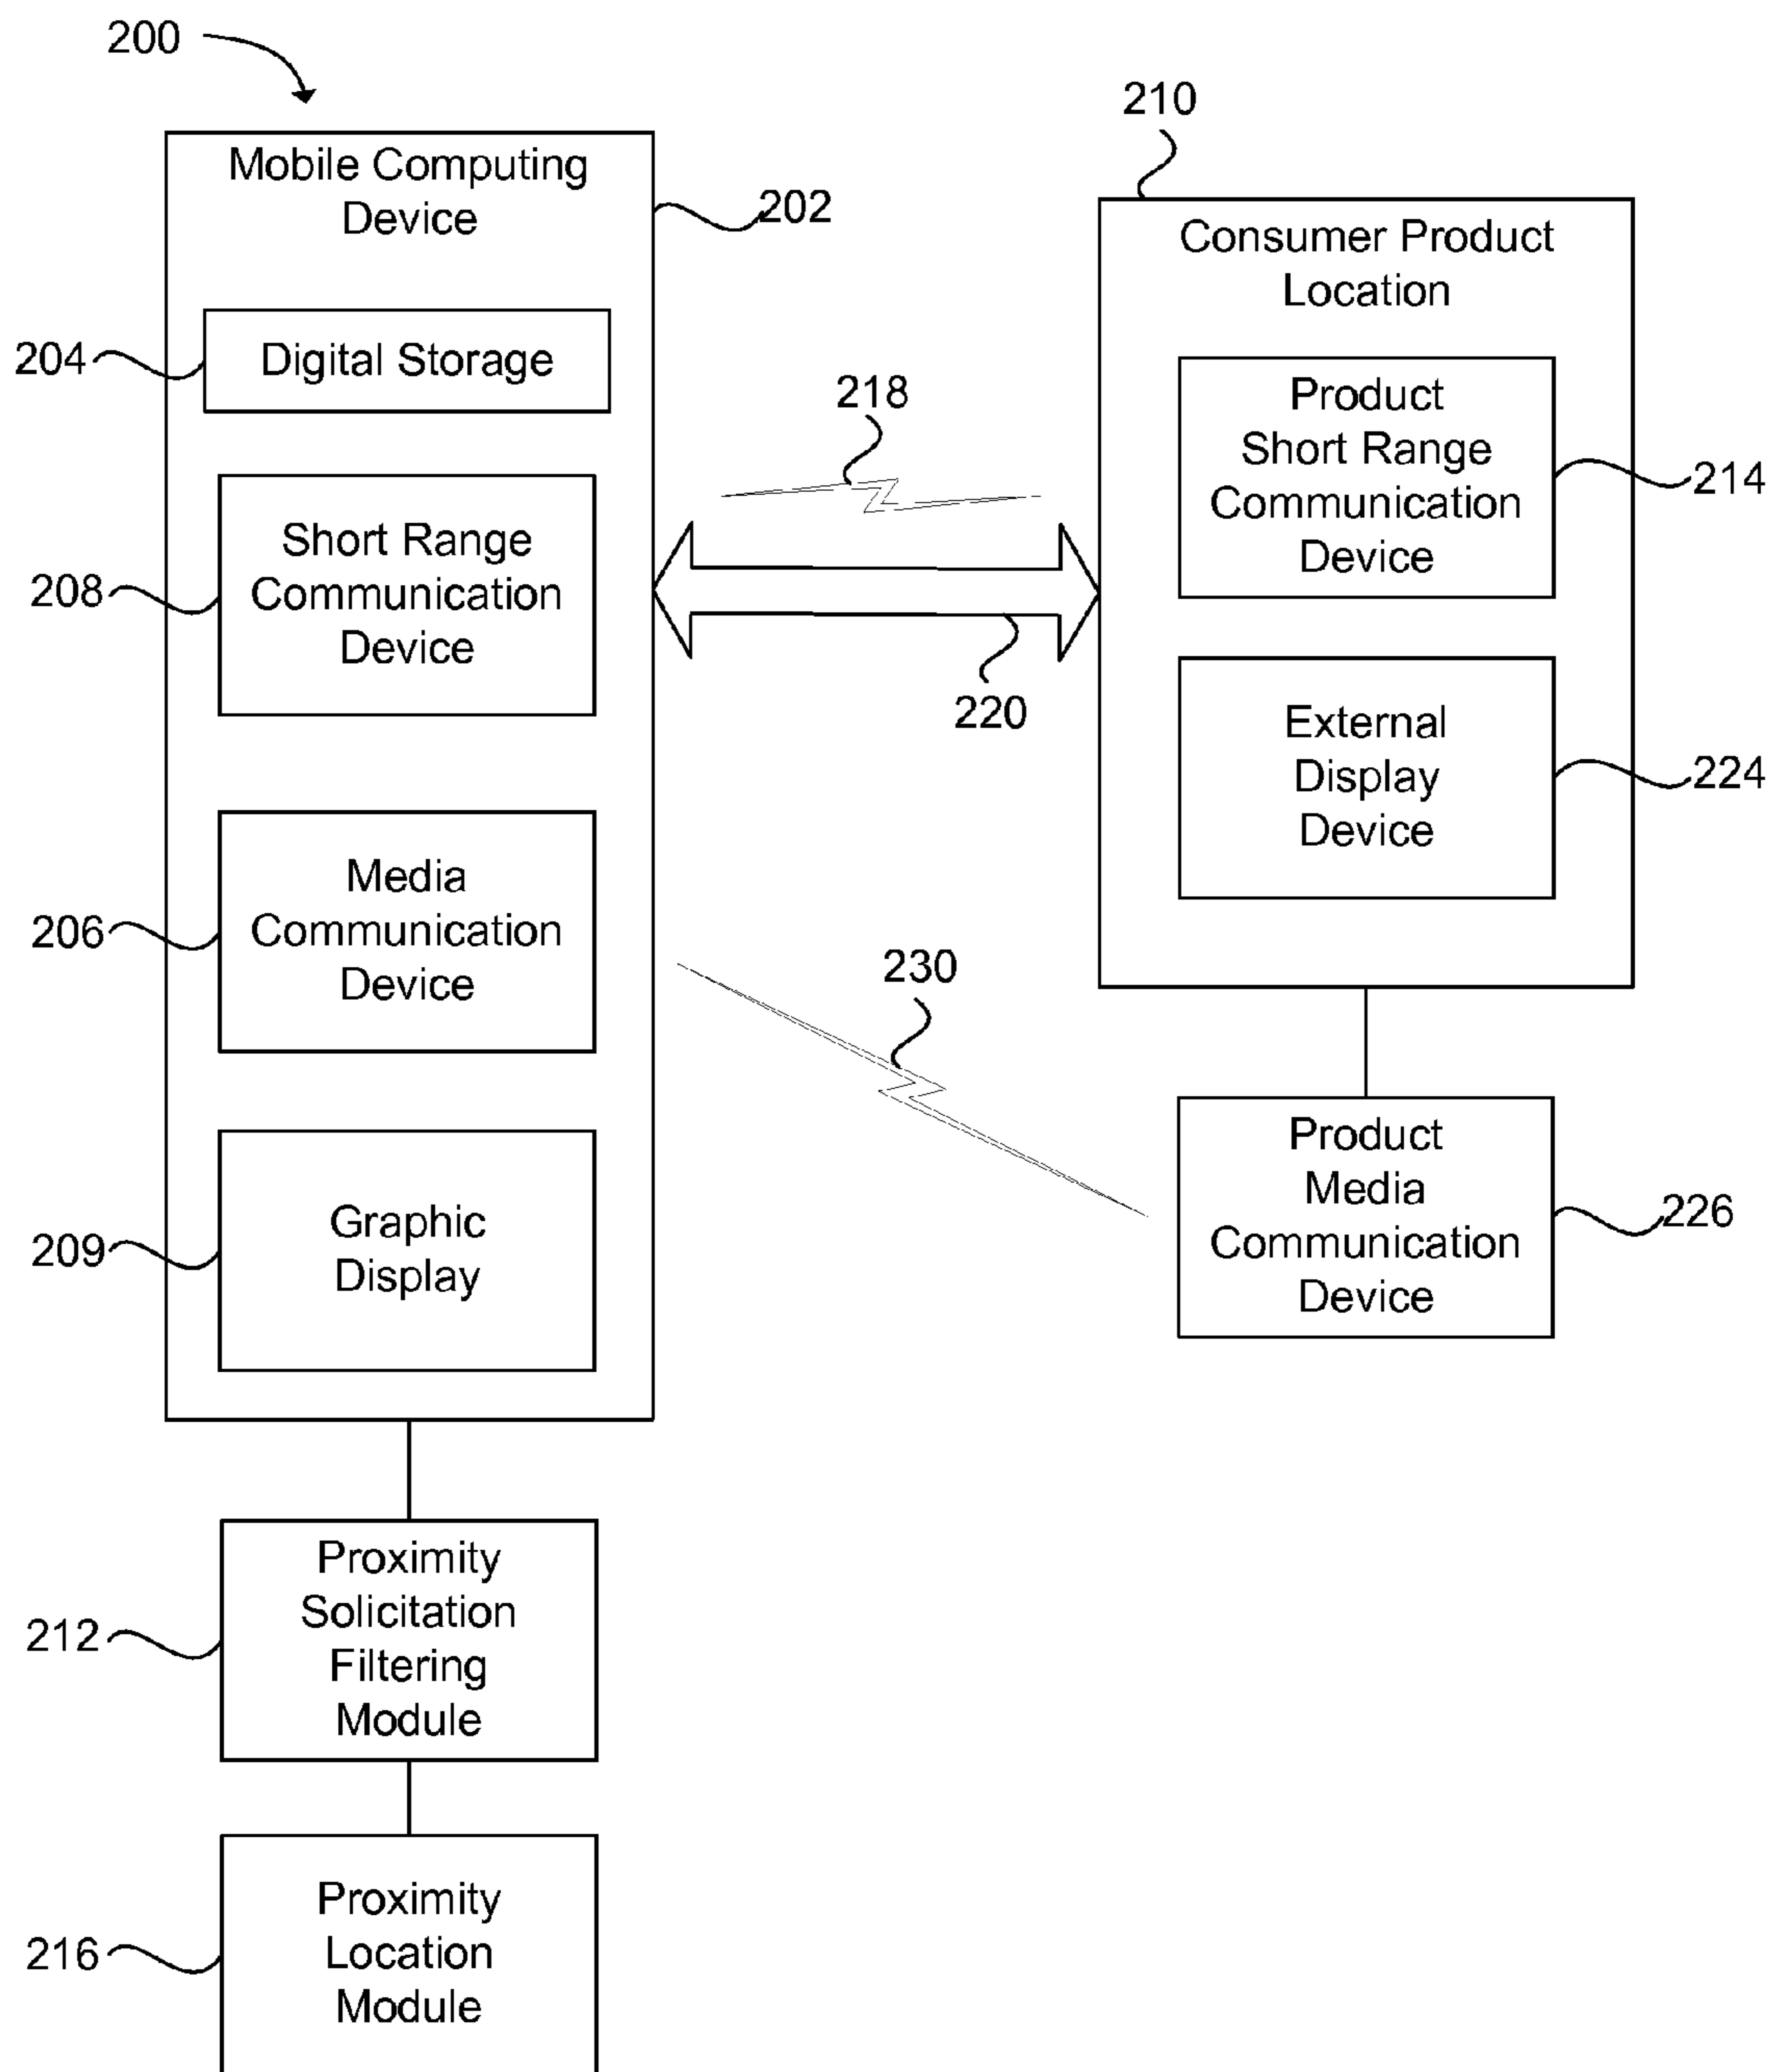 200
Mobile Computing
Device
202
204
Digital Storage
208
Short Range
Communication
Device
206
Media
Communication
Device
209
Graphic
Display
212
Proximity
Solicitation
Filtering
Module
216
Proximity
Location
Module
218
220
230
210
Consumer Product
Location
Product
Short Range
Communication
Device
214
External
Display
Device
224
Product
Media
Communication
Device
226